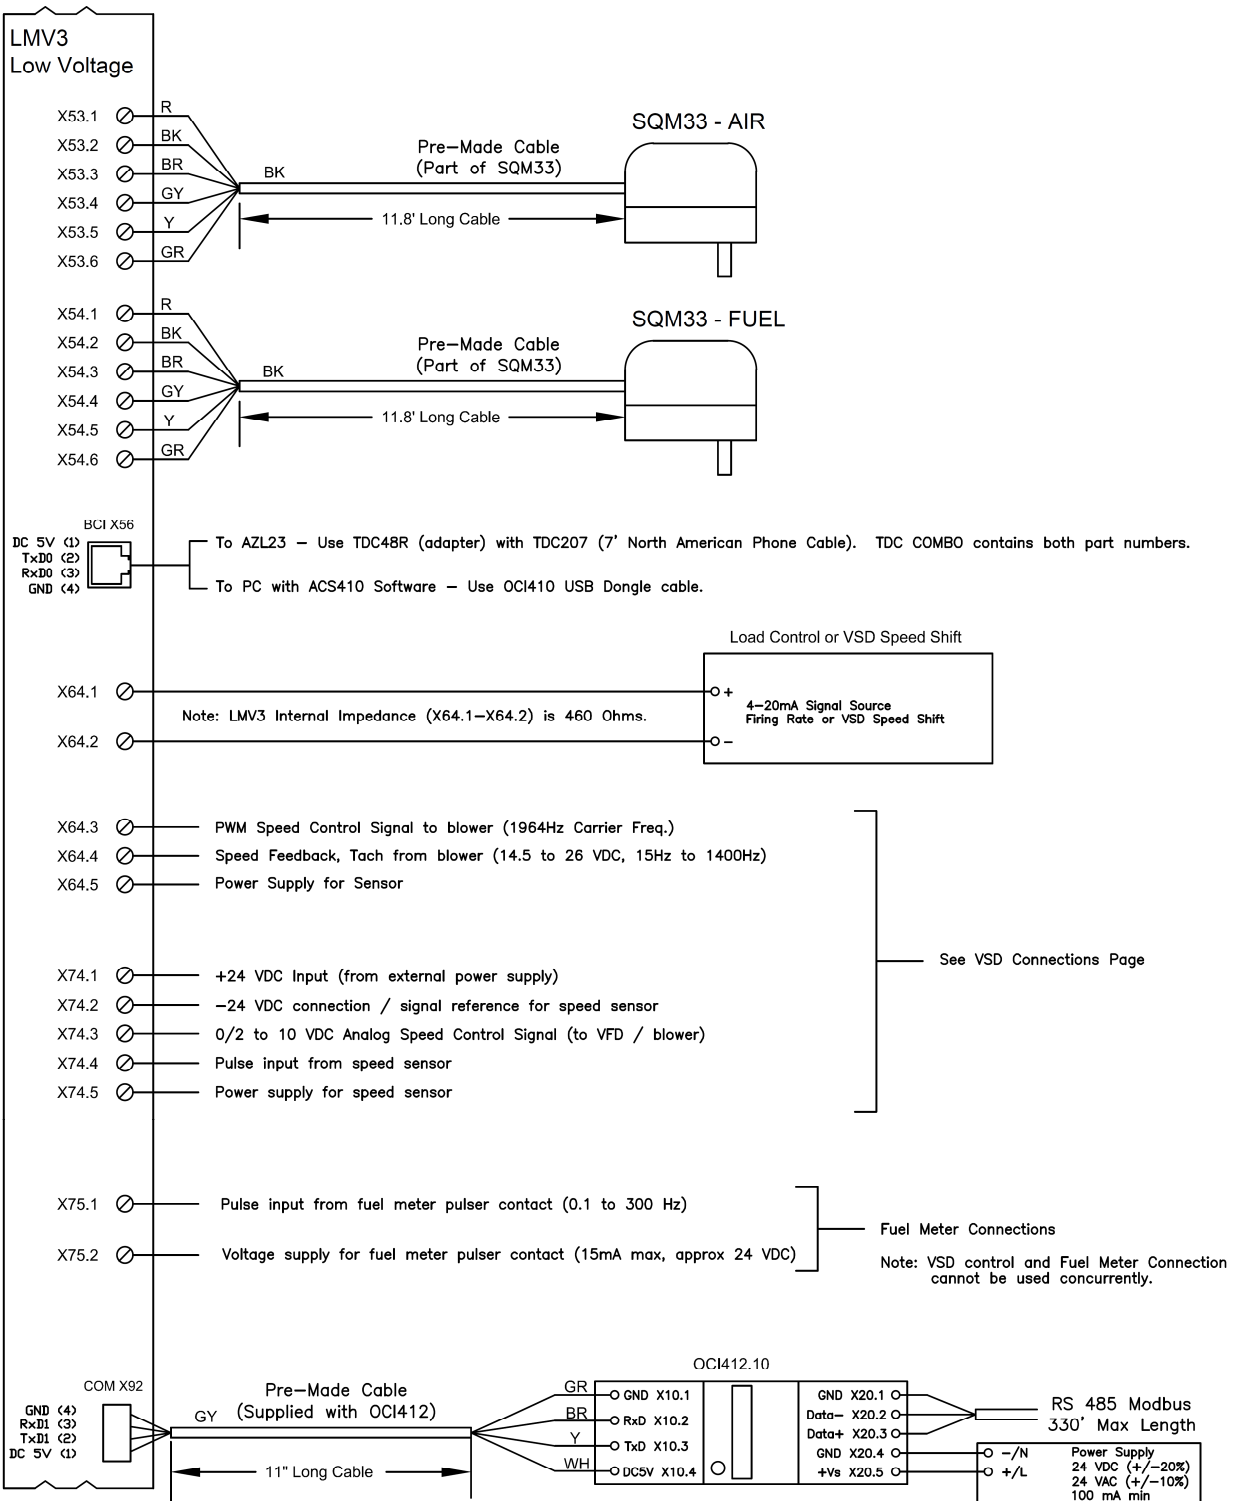 LMV3
Low Voltage
X53.1
R
X53.2
BK
X53.3
BR
X53.4
GY
X53.5
Y
X53.6
GR
BK
Pre-Made Cable
(Part of SQM33)
11.8' Long Cable
SQM33 - AIR
X54.1
R
X54.2
BK
X54.3
BR
X54.4
GY
X54.5
Y
X54.6
GR
BK
Pre-Made Cable
(Part of SQM33)
11.8' Long Cable
SQM33 - FUEL
BCI X56
DC 5V (1)
TxD0 (2)
RxD0 (3)
GND (4)
To AZL23 - Use TDC48R (adapter) with TDC207 (7' North American Phone Cable). TDC COMBO contains both part numbers.
To PC with ACS410 Software - Use OCI410 USB Dongle cable.
Load Control or VSD Speed Shift
X64.1
+
4-20mA Signal Source
Firing Rate or VSD Speed Shift
Note: LMV3 Internal Impedance (X64.1-X64.2) is 460 Ohms.
X64.2
-
X64.3 PWM Speed Control Signal to blower (1964Hz Carrier Freq.)
X64.4 Speed Feedback, Tach from blower (14.5 to 26 VDC, 15Hz to 1400Hz)
X64.5 Power Supply for Sensor
See VSD Connections Page
X74.1 +24 VDC Input (from external power supply)
X74.2 -24 VDC connection / signal reference for speed sensor
X74.3 0/2 to 10 VDC Analog Speed Control Signal (to VFD / blower)
X74.4 Pulse input from speed sensor
X74.5 Power supply for speed sensor
X75.1 Pulse input from fuel meter pulser contact (0.1 to 300 Hz)
X75.2 Voltage supply for fuel meter pulser contact (15mA max, approx 24 VDC)
Fuel Meter Connections
Note: VSD control and Fuel Meter Connection
cannot be used concurrently.
COM X92
GND (4)
RxD1 (3)
TxD1 (2)
DC 5V (1)
GY
Pre-Made Cable
(Supplied with OCI412)
11" Long Cable
OCI412.10
GR
GND X10.1
BR
RxD X10.2
Y
TxD X10.3
WH
DC5V X10.4
GND X20.1
Data- X20.2
Data+ X20.3
GND X20.4
+Vs X20.5
RS 485 Modbus
330' Max Length
-/N
+/L
Power Supply
24 VDC (+/-20%)
24 VAC (+/-10%)
100 mA min